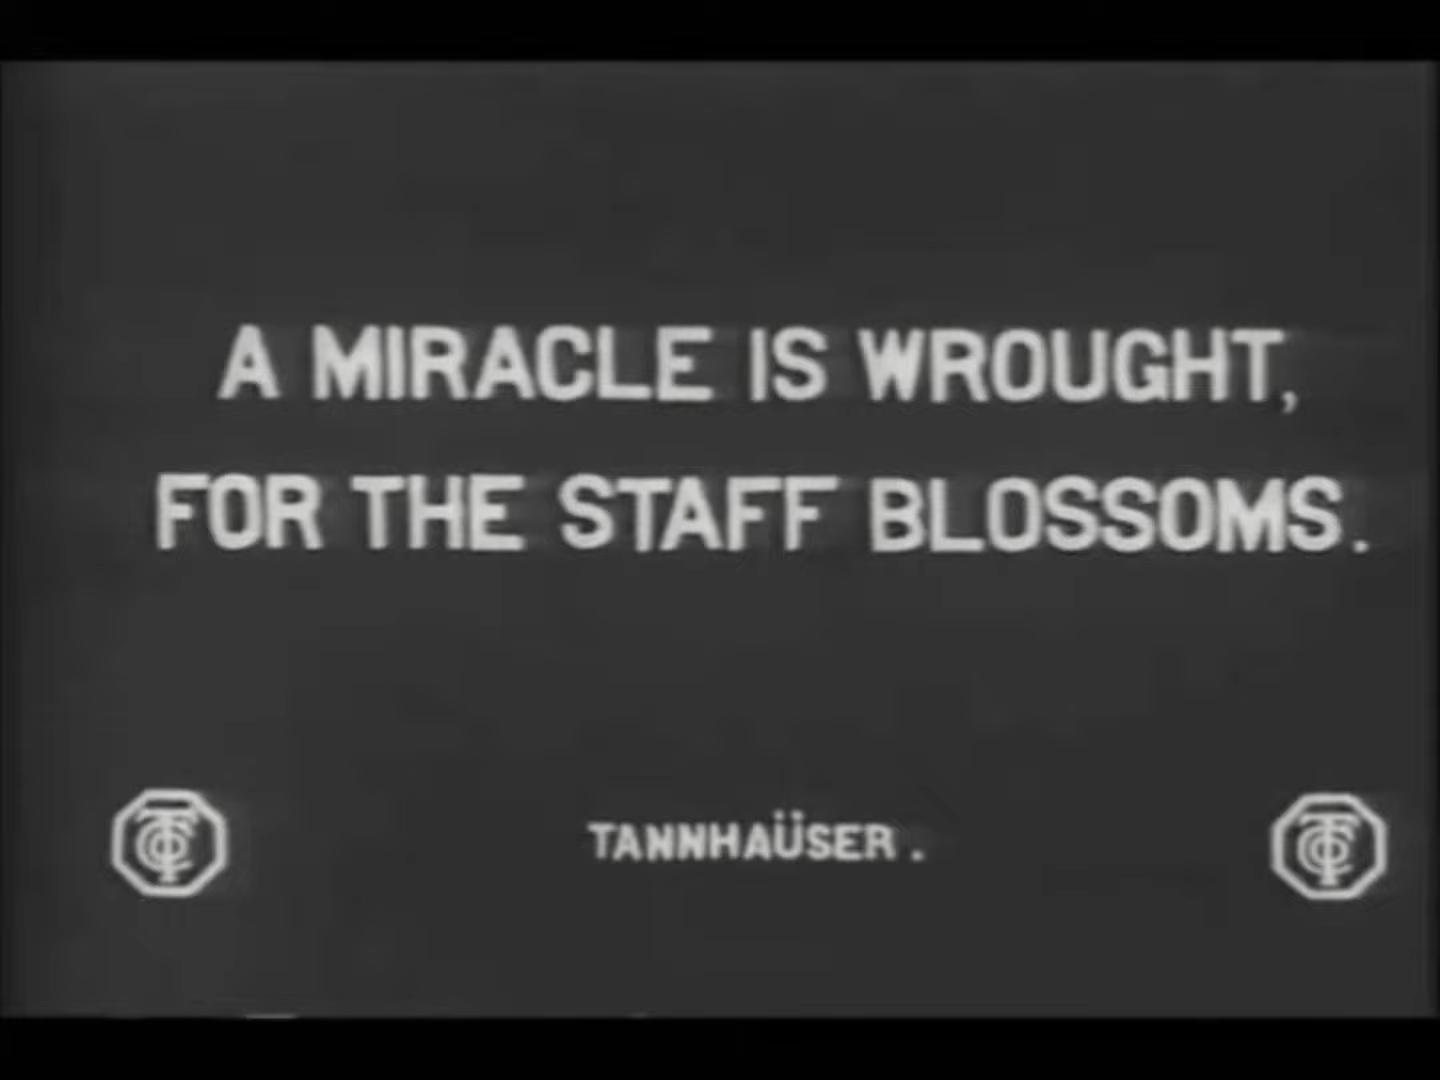 A MIRACLE IS WROUGHT,
FOR THE STAFF BLOSSOMS.
TANNHAÜSER.